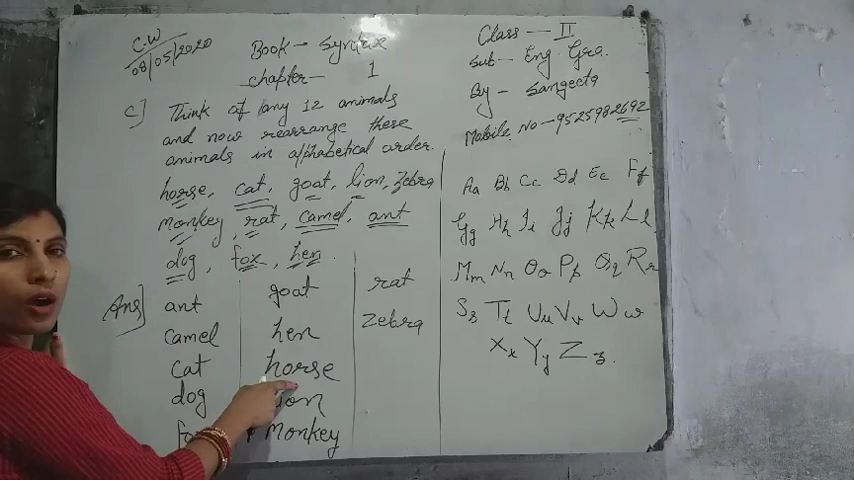 C.W
08/05/2020
Book - Syntax
chapter- 1
C] Think of any 12 animals
and now rearrange these
animals in alphabetical order.
horse, cat, goat, lion, Zebra
monkey, rat, camel, ant
dog, fox, hen.
Ans]
ant
camel
cat
dog
goat
hen
horse
lion
monkey
rat
Zebra
Class - II
Sub - Eng Gra.
By - Sangeeta
Mobile No - 9525982692
Aa Bb Cc Dd Ee Ff
Gg Hh Ii Jj Kk Ll
Mm Nn Oo Pp Qq Rr
Ss Tt Uu Vv Ww
Xx Yy Zz.